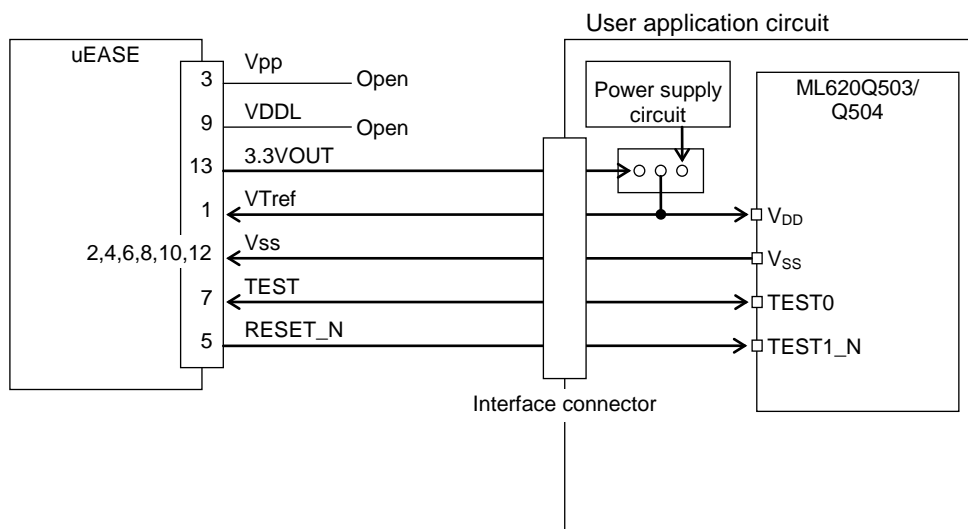 User application circuit
uEASE
3 Vpp Open
9 VDDL Open
13 3.3VOUT
1 VTref
2,4,6,8,10,12 Vss
7 TEST
5 RESET_N
Interface connector
Power supply
circuit
ML620Q503/
Q504
VDD
VSS
TEST0
TEST1_N